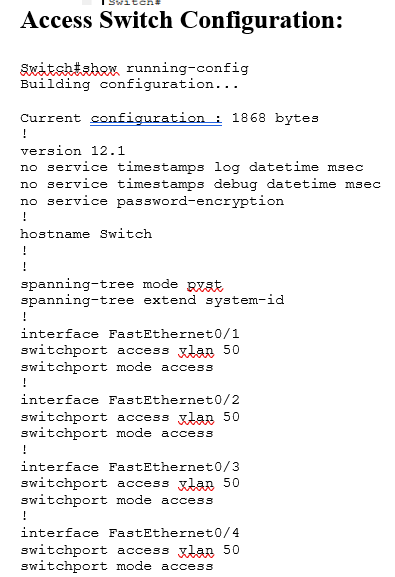 Switch#
Access Switch Configuration:
Switch#show running-config
Building configuration...
Current configuration : 1868 bytes
!
version 12.1
no service timestamps log datetime msec
no service timestamps debug datetime msec
no service password-encryption
!
hostname Switch
!
!
spanning-tree mode pvst
spanning-tree extend system-id
!
interface FastEthernet0/1
switchport access vlan 50
switchport mode access
!
interface FastEthernet0/2
switchport access vlan 50
switchport mode access
!
interface FastEthernet0/3
switchport access vlan 50
switchport mode access
!
interface FastEthernet0/4
switchport access vlan 50
switchport mode access